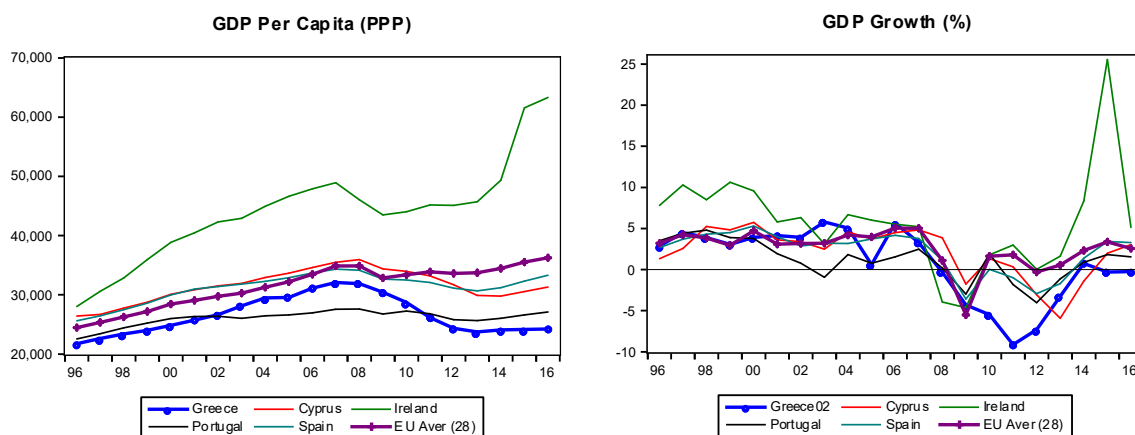 GDP Per Capita (PPP)
70,000
60,000
50,000
40,000
30,000
20,000
96 98 00 02 04 06 08 10 12 14 16
Greece Cyprus Ireland
Portugal Spain EU Aver (28)
GDP Growth (%)
25
20
15
10
5
0
-5
-10
96 98 00 02 04 06 08 10 12 14 16
Greece02 Cyprus Ireland
Portugal Spain EU Aver (28)